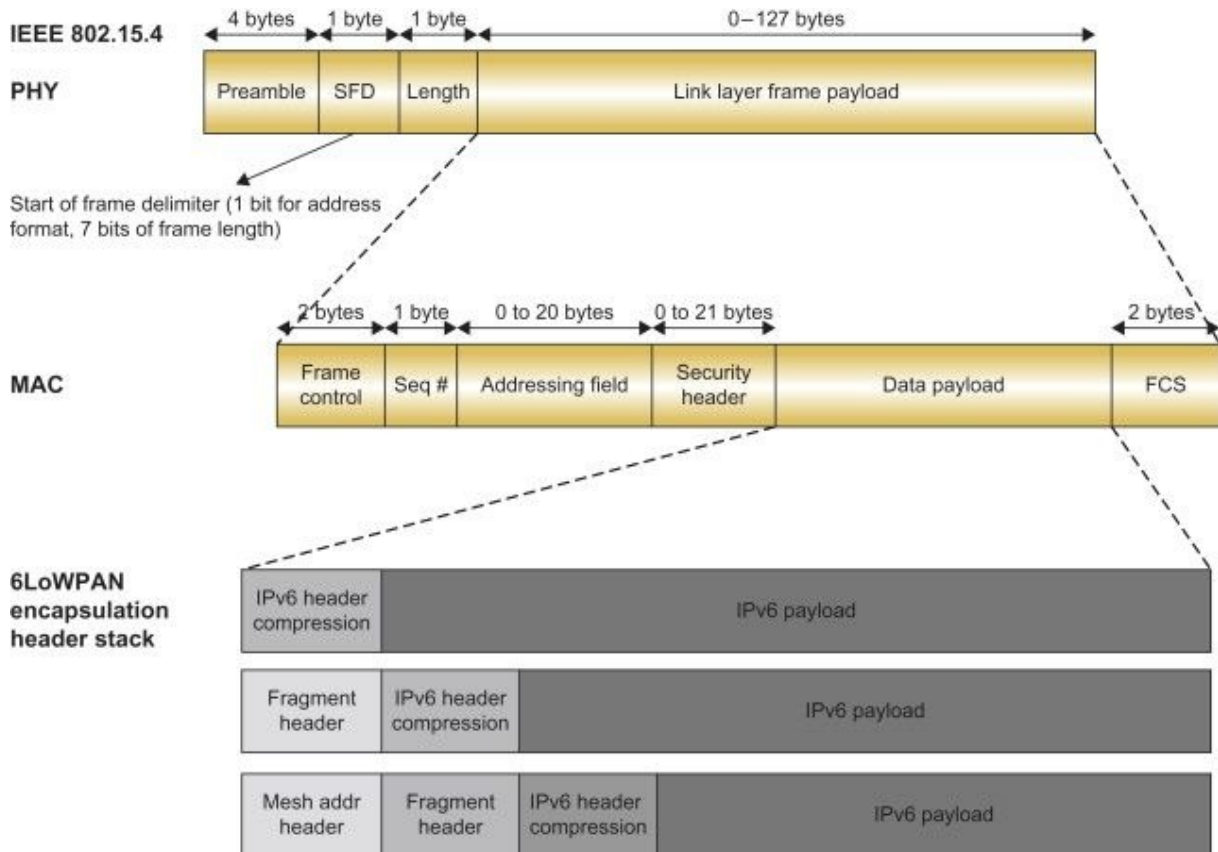 4 bytes
1 byte
1 byte
0–127 bytes
IEEE 802.15.4
PHY
Preamble
SFD
Length
Link layer frame payload
Start of frame delimiter (1 bit for address
format, 7 bits of frame length)
2 bytes
1 byte
0 to 20 bytes
0 to 21 bytes
2 bytes
MAC
Frame
control
Seq #
Addressing field
Security
header
Data payload
FCS
6LoWPAN
encapsulation
header stack
IPv6 header
compression
IPv6 payload
Fragment
header
IPv6 header
compression
IPv6 payload
Mesh addr
header
Fragment
header
IPv6 header
compression
IPv6 payload